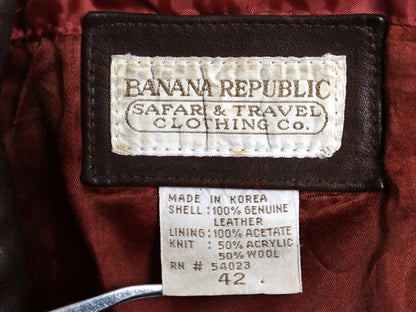 BANANA REPUBLIC
SAFARI & TRAVEL
CLOTHING Co.
MADE IN KOREA
SHELL : 100% GENUINE
LEATHER
LINING: 100% ACETATE
KNIT : 50% ACRYLIC
50% WOOL
RN # 54023
42